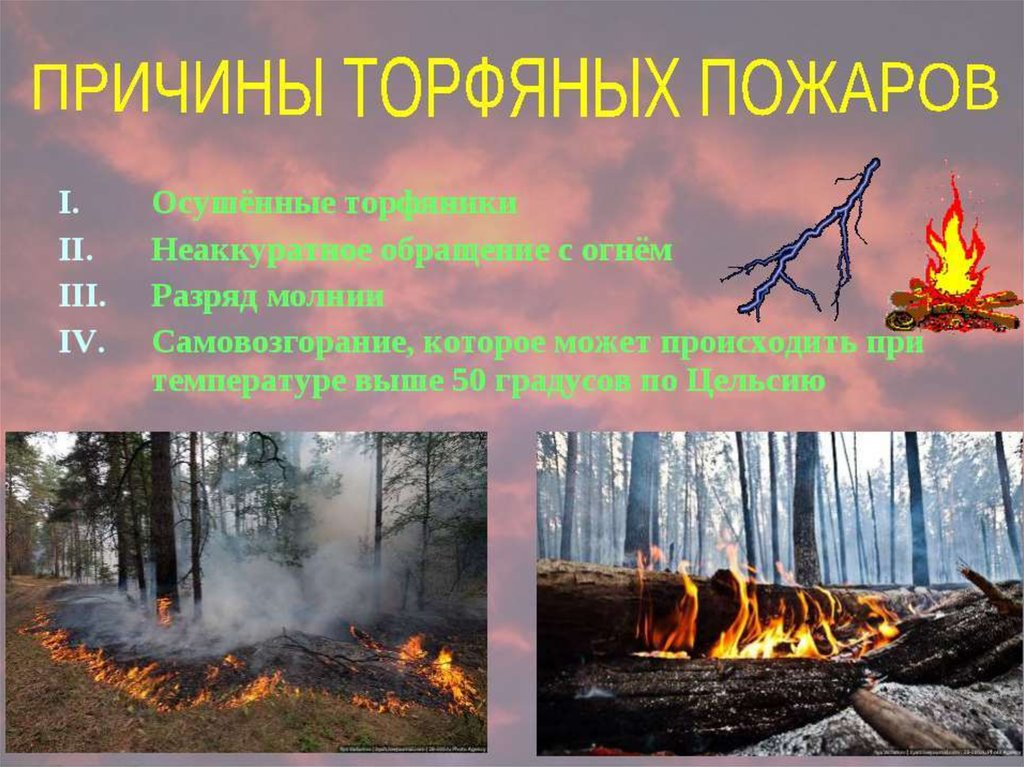 ПРИЧИНЫ ТОРФЯНЫХ ПОЖАРОВ
I. Осушённые торфяники
II. Неаккуратное обращение с огнём
III. Разряд молнии
IV. Самовозгорание, которое может происходить при
температуре выше 50 градусов по Цельсию